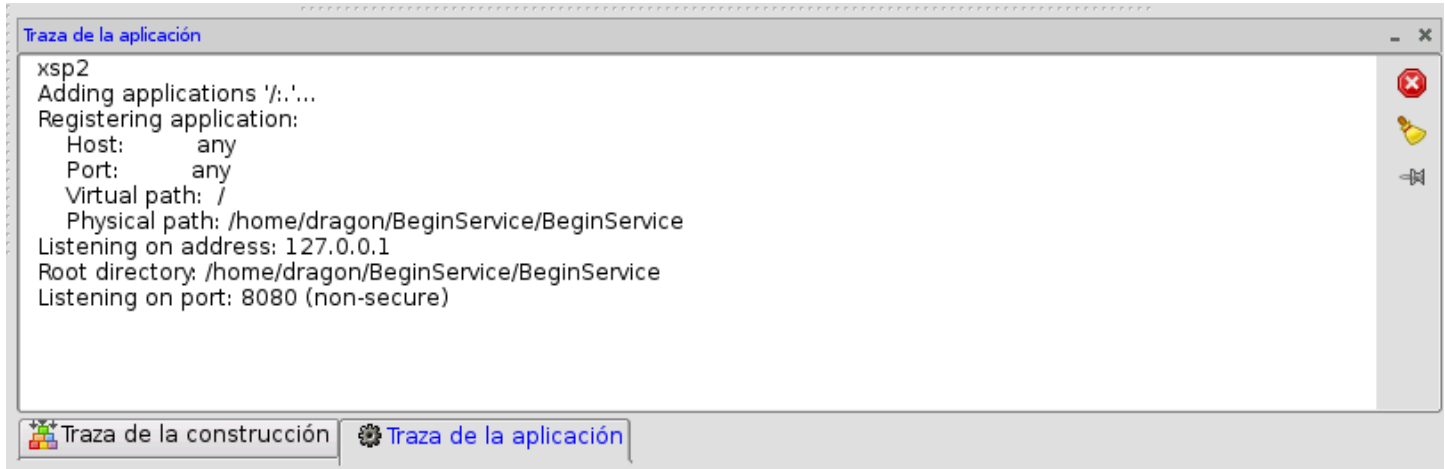 Traza de la aplicación
xsp2
Adding applications '/:.'...
Registering application:
Host: any
Port: any
Virtual path: /
Physical path: /home/dragon/BeginService/BeginService
Listening on address: 127.0.0.1
Root directory: /home/dragon/BeginService/BeginService
Listening on port: 8080 (non-secure)
Traza de la construcción
Traza de la aplicación